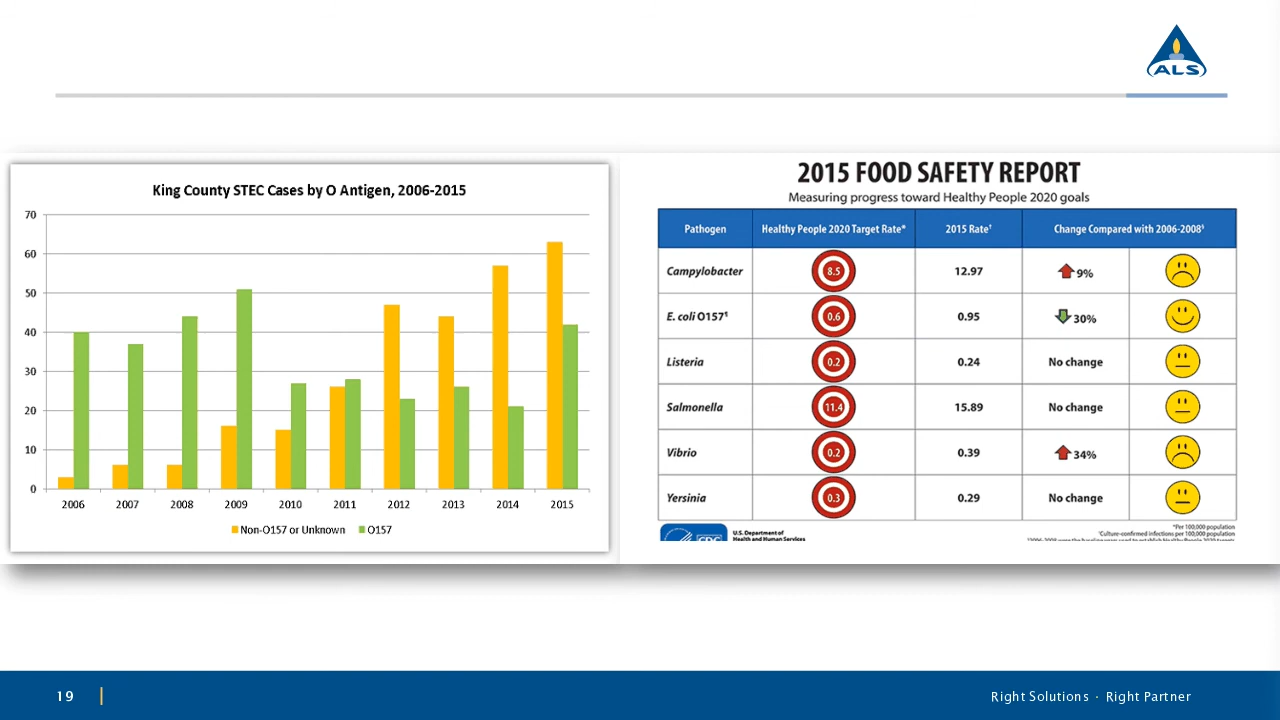 ALS
King County STEC Cases by O Antigen, 2006-2015
70
60
50
40
30
20
10
0
2006 2007 2008 2009 2010 2011 2012 2013 2014 2015
Non-O157 or Unknown O157
2015 FOOD SAFETY REPORT
Measuring progress toward Healthy People 2020 goals
Pathogen Healthy People 2020 Target Rate* 2015 Rate† Change Compared with 2006-2008§
Campylobacter 8.5 12.97 9%
E. coli O157¶ 0.6 0.95 30%
Listeria 0.2 0.24 No change
Salmonella 11.4 15.89 No change
Vibrio 0.2 0.39 34%
Yersinia 0.3 0.29 No change
*Per 100,000 population
U.S. Department of
†Culture-confirmed infections per 100,000 population
Health and Human Services
19
Right Solutions · Right Partner